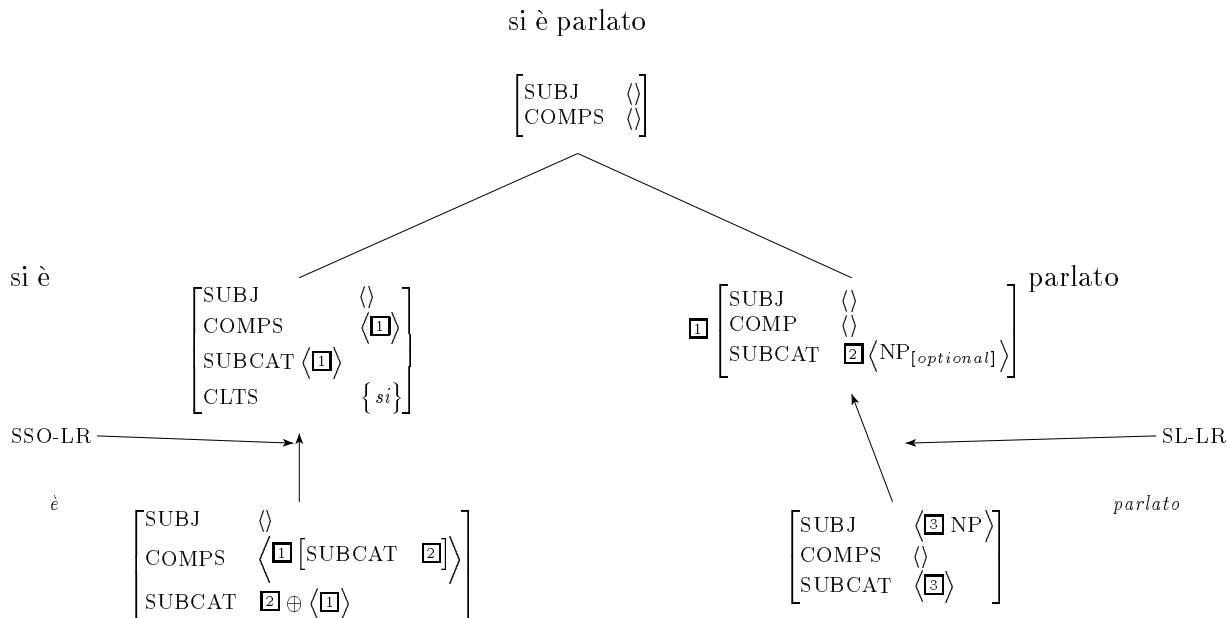 si è parlato
SUBJ ⟨⟩
COMPS ⟨⟩
si è
SUBJ ⟨⟩
COMPS ⟨1⟩
SUBCAT ⟨1⟩
CLTS {si}
parlato
1 SUBJ ⟨⟩
COMP ⟨⟩
SUBCAT 2⟨NP[optional]⟩
SSO-LR
SL-LR
è
SUBJ ⟨⟩
COMPS ⟨1[SUBCAT 2]⟩
SUBCAT 2 ⊕ ⟨1⟩
parlato
SUBJ ⟨3 NP⟩
COMPS ⟨⟩
SUBCAT ⟨3⟩